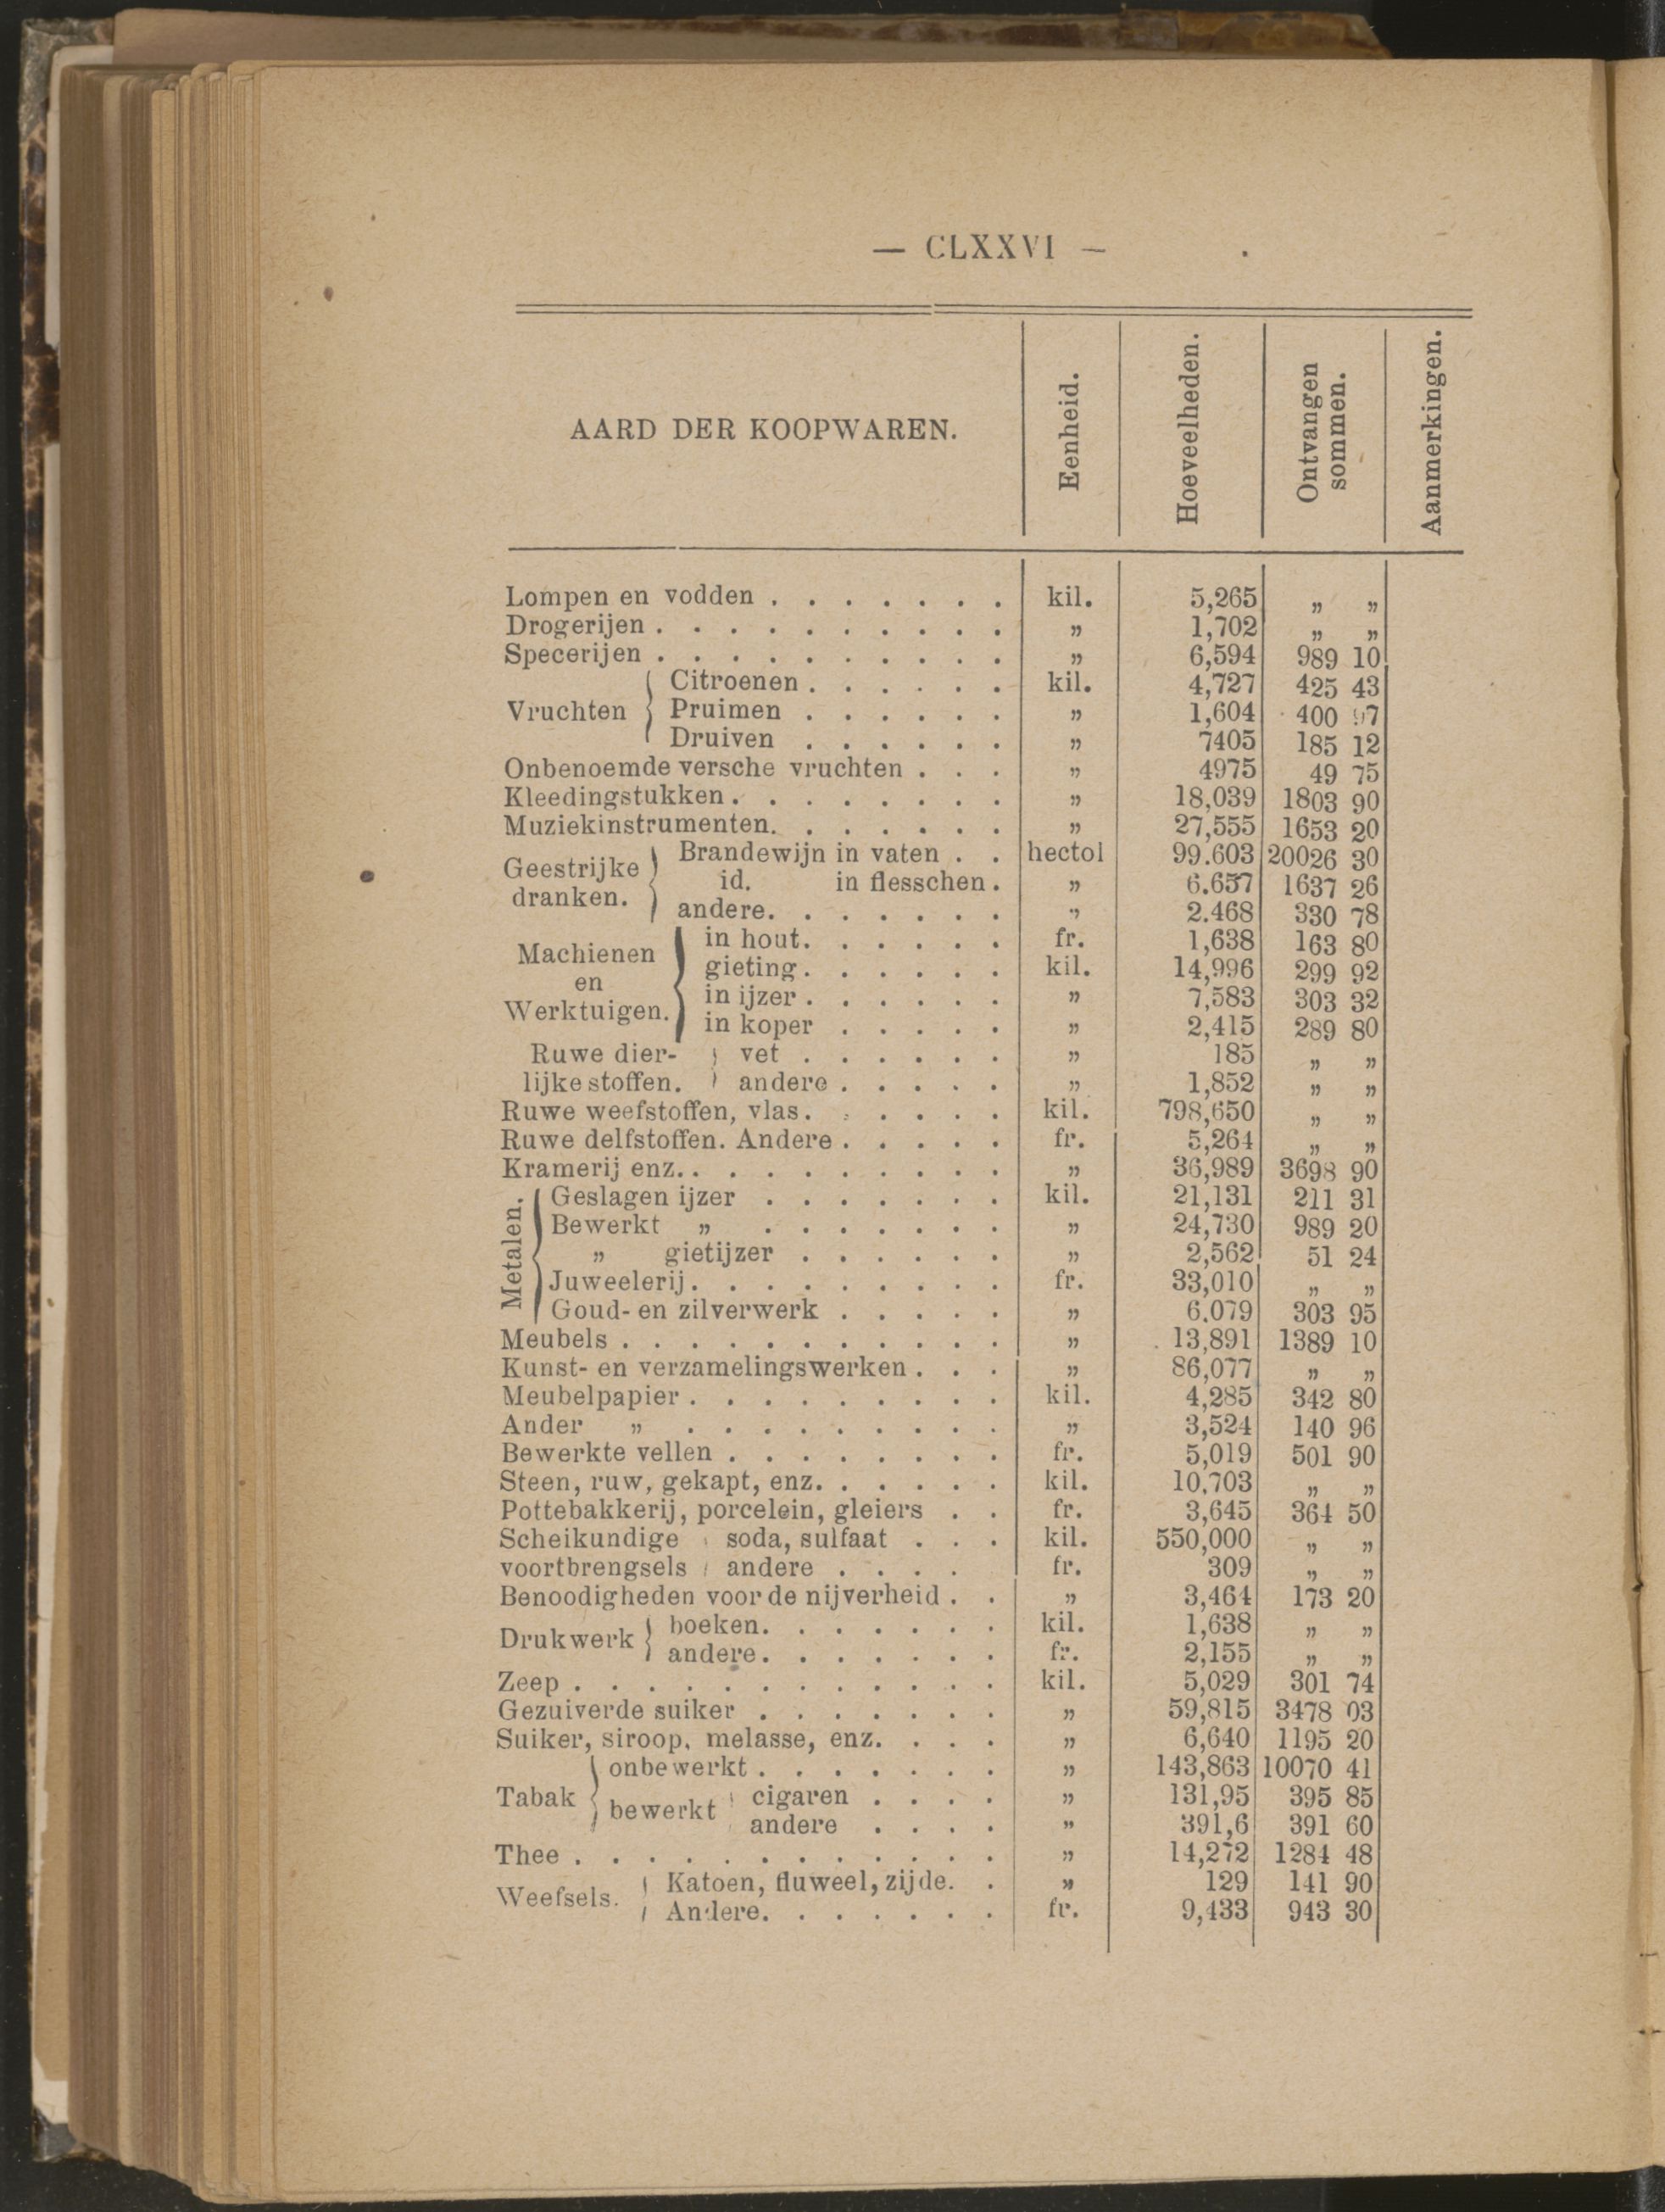 — CLXXVI —
AARD DER KOOPWAREN. Eenheid. Hoeveelheden. Ontvangen sommen. Aanmerkingen.
Lompen en vodden . . . . . . . kil. 5,265 „ „
Drogerijen . . . . . . . . . . „ 1,702 „ „
Specerijen . . . . . . . . . . „ 6,594 989 10
Vruchten { Citroenen . . . . . . kil. 4,727 425 43
Pruimen . . . . . . „ 1,604 400 97
Druiven . . . . . . „ 7405 185 12
Onbenoemde versche vruchten . . . „ 4975 49 75
Kleedingstukken . . . . . . . . „ 18,039 1803 90
Muziekinstrumenten. . . . . . . „ 27,555 1653 20
Geestrijke dranken. { Brandewijn in vaten . . hectol 99.603 20026 30
id. in flesschen . „ 6.657 1637 26
andere. . . . . . . „ 2.468 330 78
Machienen en Werktuigen. { in hout. . . . . . fr. 1,638 163 80
gieting . . . . . . kil. 14,996 299 92
in ijzer . . . . . . „ 7,583 303 32
in koper . . . . . „ 2,415 289 80
Ruwe dier- } vet . . . . . . „ 185 „ „
lijke stoffen. } andere . . . . . „ 1,852 „ „
Ruwe weefstoffen, vlas. . . . . . kil. 798,650 „ „
Ruwe delfstoffen. Andere . . . . . fr. 5,264 „ „
Kramerij enz. . . . . . . . . . „ 36,989 3698 90
Metalen. { Geslagen ijzer . . . . . . . kil. 21,131 211 31
Bewerkt „ . . . . . . . „ 24,730 989 20
„ gietijzer . . . . . . „ 2,562 51 24
Juweelerij. . . . . . . . . fr. 33,010 „ „
Goud- en zilverwerk . . . . . „ 6.079 303 95
Meubels . . . . . . . . . . . „ 13,891 1389 10
Kunst- en verzamelingswerken . . . „ 86,077 „ „
Meubelpapier . . . . . . . . . kil. 4,285 342 80
Ander „ . . . . . . . . . „ 3,524 140 96
Bewerkte vellen . . . . . . . . fr. 5,019 501 90
Steen, ruw, gekapt, enz. . . . . . kil. 10,703 „ „
Pottebakkerij, porcelein, gleiers . . fr. 3,645 364 50
Scheikundige } soda, sulfaat . . . kil. 550,000 „ „
voortbrengsels } andere . . . . fr. 309 „ „
Benoodigheden voor de nijverheid . . „ 3,464 173 20
Drukwerk { boeken. . . . . . . kil. 1,638 „ „
andere. . . . . . . fr. 2,155 „ „
Zeep . . . . . . . . . . . . kil. 5,029 301 74
Gezuiverde suiker . . . . . . . „ 59,815 3478 03
Suiker, siroop, melasse, enz. . . . „ 6,640 1195 20
Tabak { onbewerkt . . . . . . . „ 143,863 10070 41
bewerkt } cigaren . . . . „ 131,95 395 85
andere . . . . „ 391,6 391 60
Thee . . . . . . . . . . . . „ 14,272 1284 48
Weefsels. { Katoen, fluweel, zijde. . „ 129 141 90
Andere. . . . . . . fr. 9,433 943 30